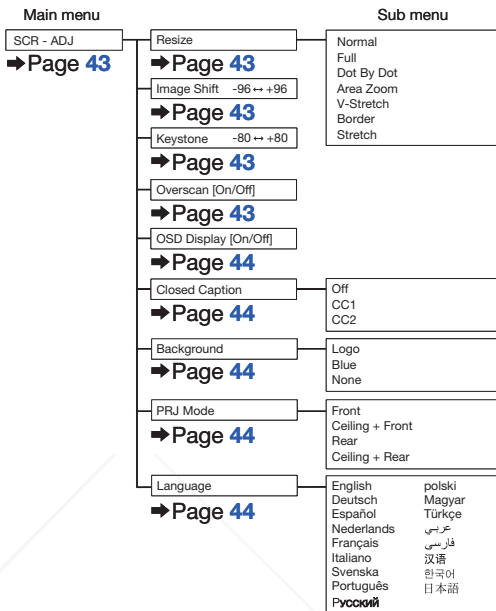 Main menu
Sub menu
SCR - ADJ
➡Page 43
Resize
➡Page 43
Normal
Full
Dot By Dot
Area Zoom
V-Stretch
Border
Stretch
Image Shift -96 ↔ +96
➡Page 43
Keystone -80 ↔ +80
➡Page 43
Overscan [On/Off]
➡Page 43
OSD Display [On/Off]
➡Page 44
Closed Caption
➡Page 44
Off
CC1
CC2
Background
➡Page 44
Logo
Blue
None
PRJ Mode
➡Page 44
Front
Ceiling + Front
Rear
Ceiling + Rear
Language
➡Page 44
English
Deutsch
Español
Nederlands
Français
Italiano
Svenska
Português
Русский
polski
Magyar
Türkçe
عربي
فارسی
汉语
한국어
日本語